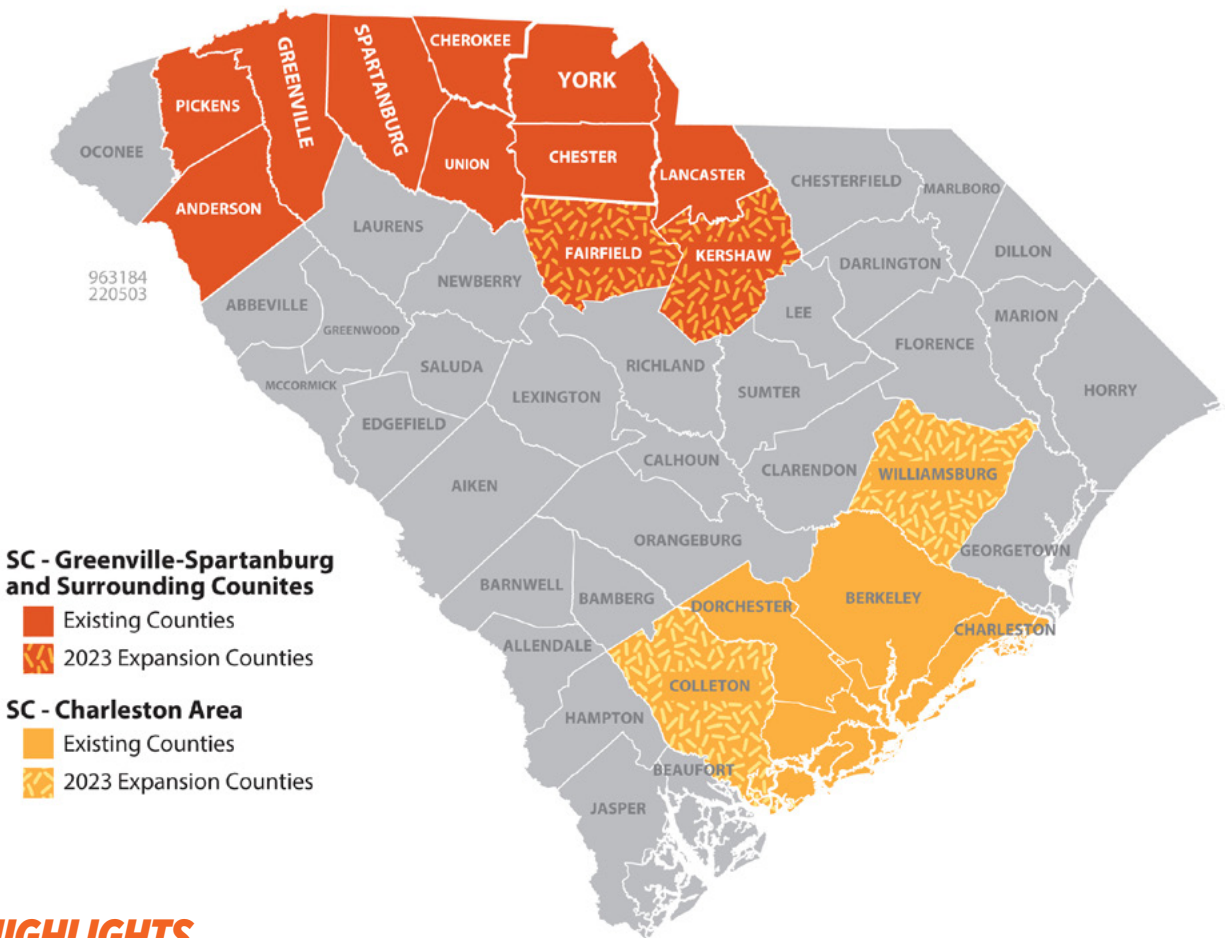 CHEROKEE
GREENVILLE
SPARTANBURG
YORK
PICKENS
OCONEE
UNION
CHESTER
LANCASTER
CHESTERFIELD
MARLBORO
ANDERSON
LAURENS
FAIRFIELD
KERSHAW
DILLON
DARLINGTON
963184
220503
NEWBERRY
ABBEVILLE
GREENWOOD
LEE
MARION
FLORENCE
SALUDA
RICHLAND
MCCORMICK
LEXINGTON
SUMTER
HORRY
EDGEFIELD
CALHOUN
CLARENDON
WILLIAMSBURG
AIKEN
ORANGEBURG
GEORGETOWN
BARNWELL
BAMBERG
DORCHESTER
BERKELEY
CHARLESTON
ALLENDALE
COLLETON
HAMPTON
BEAUFORT
JASPER
SC - Greenville-Spartanburg
and Surrounding Counites
Existing Counties
2023 Expansion Counties
SC - Charleston Area
Existing Counties
2023 Expansion Counties
HIGHLIGHTS